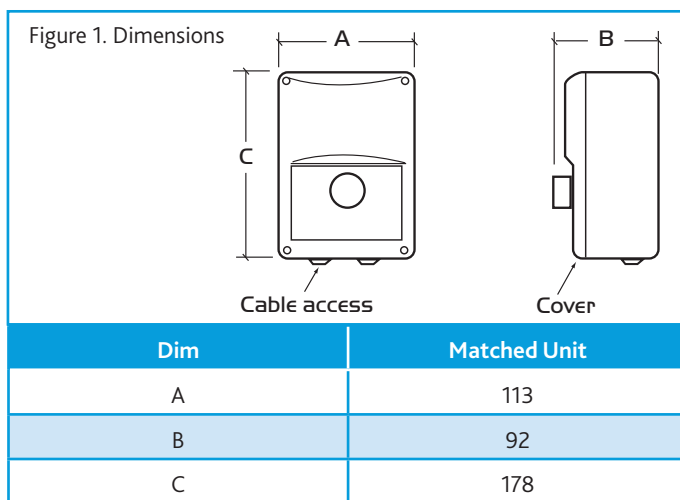 Figure 1. Dimensions
A
B
C
Cable access
Cover
Dim Matched Unit
A 113
B 92
C 178